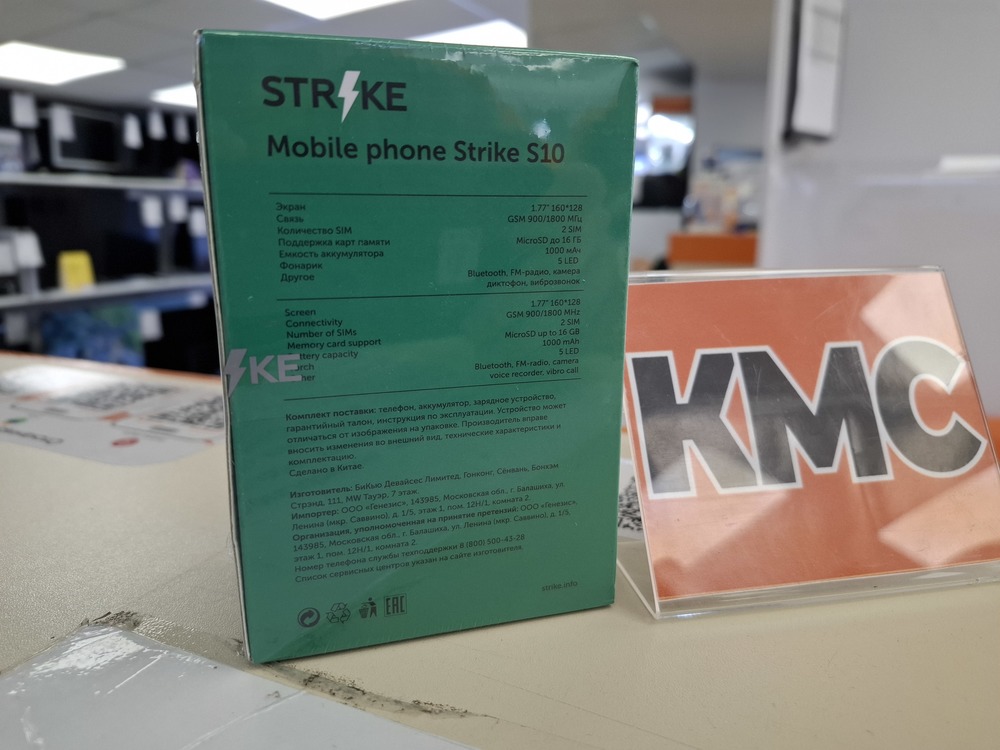 STRIKE
Mobile phone Strike S10
Экран 1.77" 160*128
Связь GSM 900/1800 МГц
Количество SIM 2 SIM
Поддержка карт памяти MicroSD до 16 ГБ
Емкость аккумулятора 1000 мАч
Фонарик 5 LED
Другое Bluetooth, FM-радио, камера
диктофон, виброзвонок
Screen 1.77" 160*128
Connectivity GSM 900/1800 MHz
Number of SIMs 2 SIM
Memory card support MicroSD up to 16 GB
ttery capacity 1000 mAh
rch 5 LED
her Bluetooth, FM-radio, camera
voice recorder, vibro call
KE
Комплект поставки: телефон, аккумулятор, зарядное устройство,
гарантийный талон, инструкция по эксплуатации. Устройство может
отличаться от изображения на упаковке. Производитель вправе
вносить изменения во внешний вид, технические характеристики и
комплектацию.
Сделано в Китае.
Изготовитель: БиКью Девайсес Лимитед, Гонконг, Сёнвань, Бонхэм
Стрэнд, 111, MW Тауэр, 7 этаж.
Импортер: ООО «Генезис», 143985, Московская обл., г. Балашиха, ул.
Ленина (мкр. Саввино), д. 1/5, этаж 1, пом. 12Н/1, комната 2.
Организация, уполномоченная на принятие претензий: ООО «Генезис»,
143985, Московская обл., г. Балашиха, ул. Ленина (мкр. Саввино), д. 1/5,
этаж 1, пом. 12Н/1, комната 2.
Номер телефона службы техподдержки 8 (800) 500-43-28
Список сервисных центров указан на сайте изготовителя.
strike.info
EAC
КМС